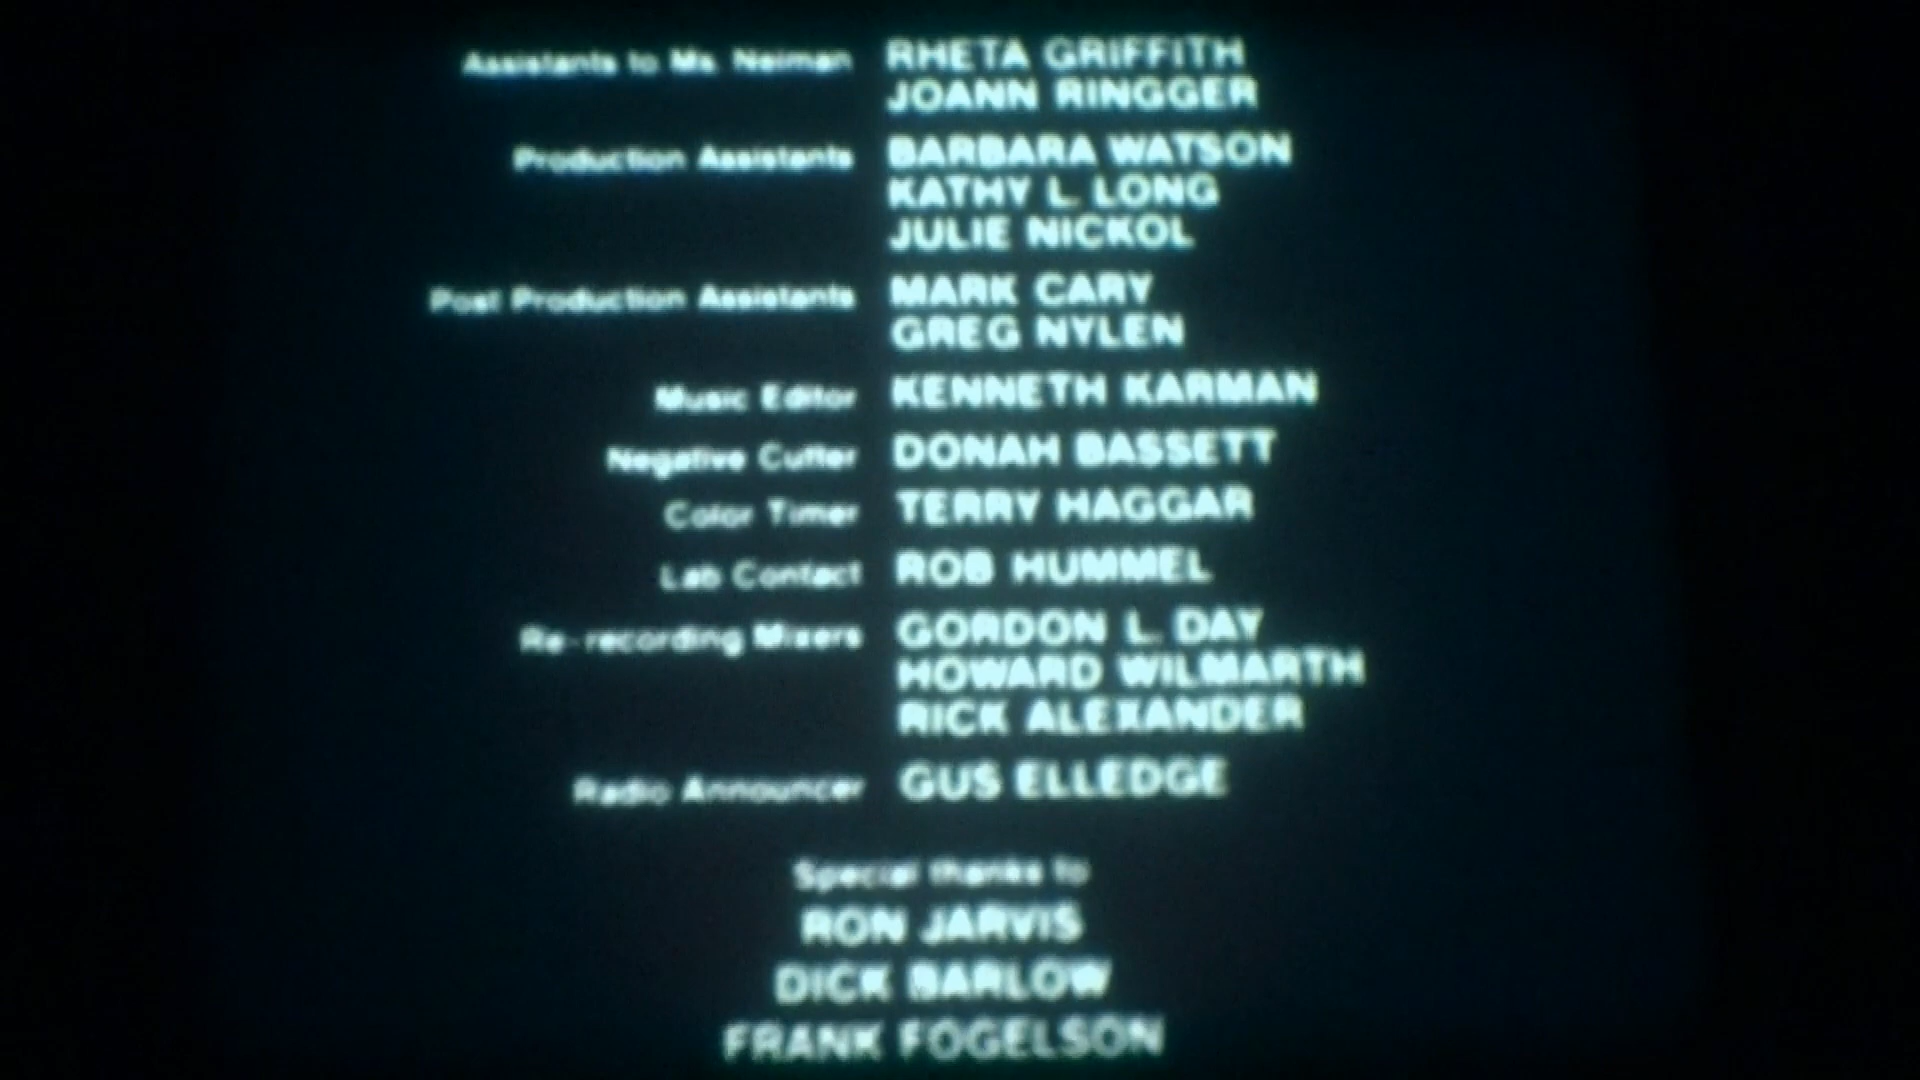 Assistants to Ms. Neiman RHETA GRIFFITH
JOANN RINGGER
Production Assistants BARBARA WATSON
KATHY L. LONG
JULIE NICKOL
Post Production Assistants MARK CARY
GREG NYLEN
Music Editor KENNETH KARMAN
Negative Cutter DONAH BASSETT
Color Timer TERRY HAGGAR
Lab Contact ROB HUMMEL
Re-recording Mixers GORDON L. DAY
HOWARD WILMARTH
RICK ALEXANDER
Radio Announcer GUS ELLEDGE
Special thanks to
RON JARVIS
DICK BARLOW
FRANK FOGELSON